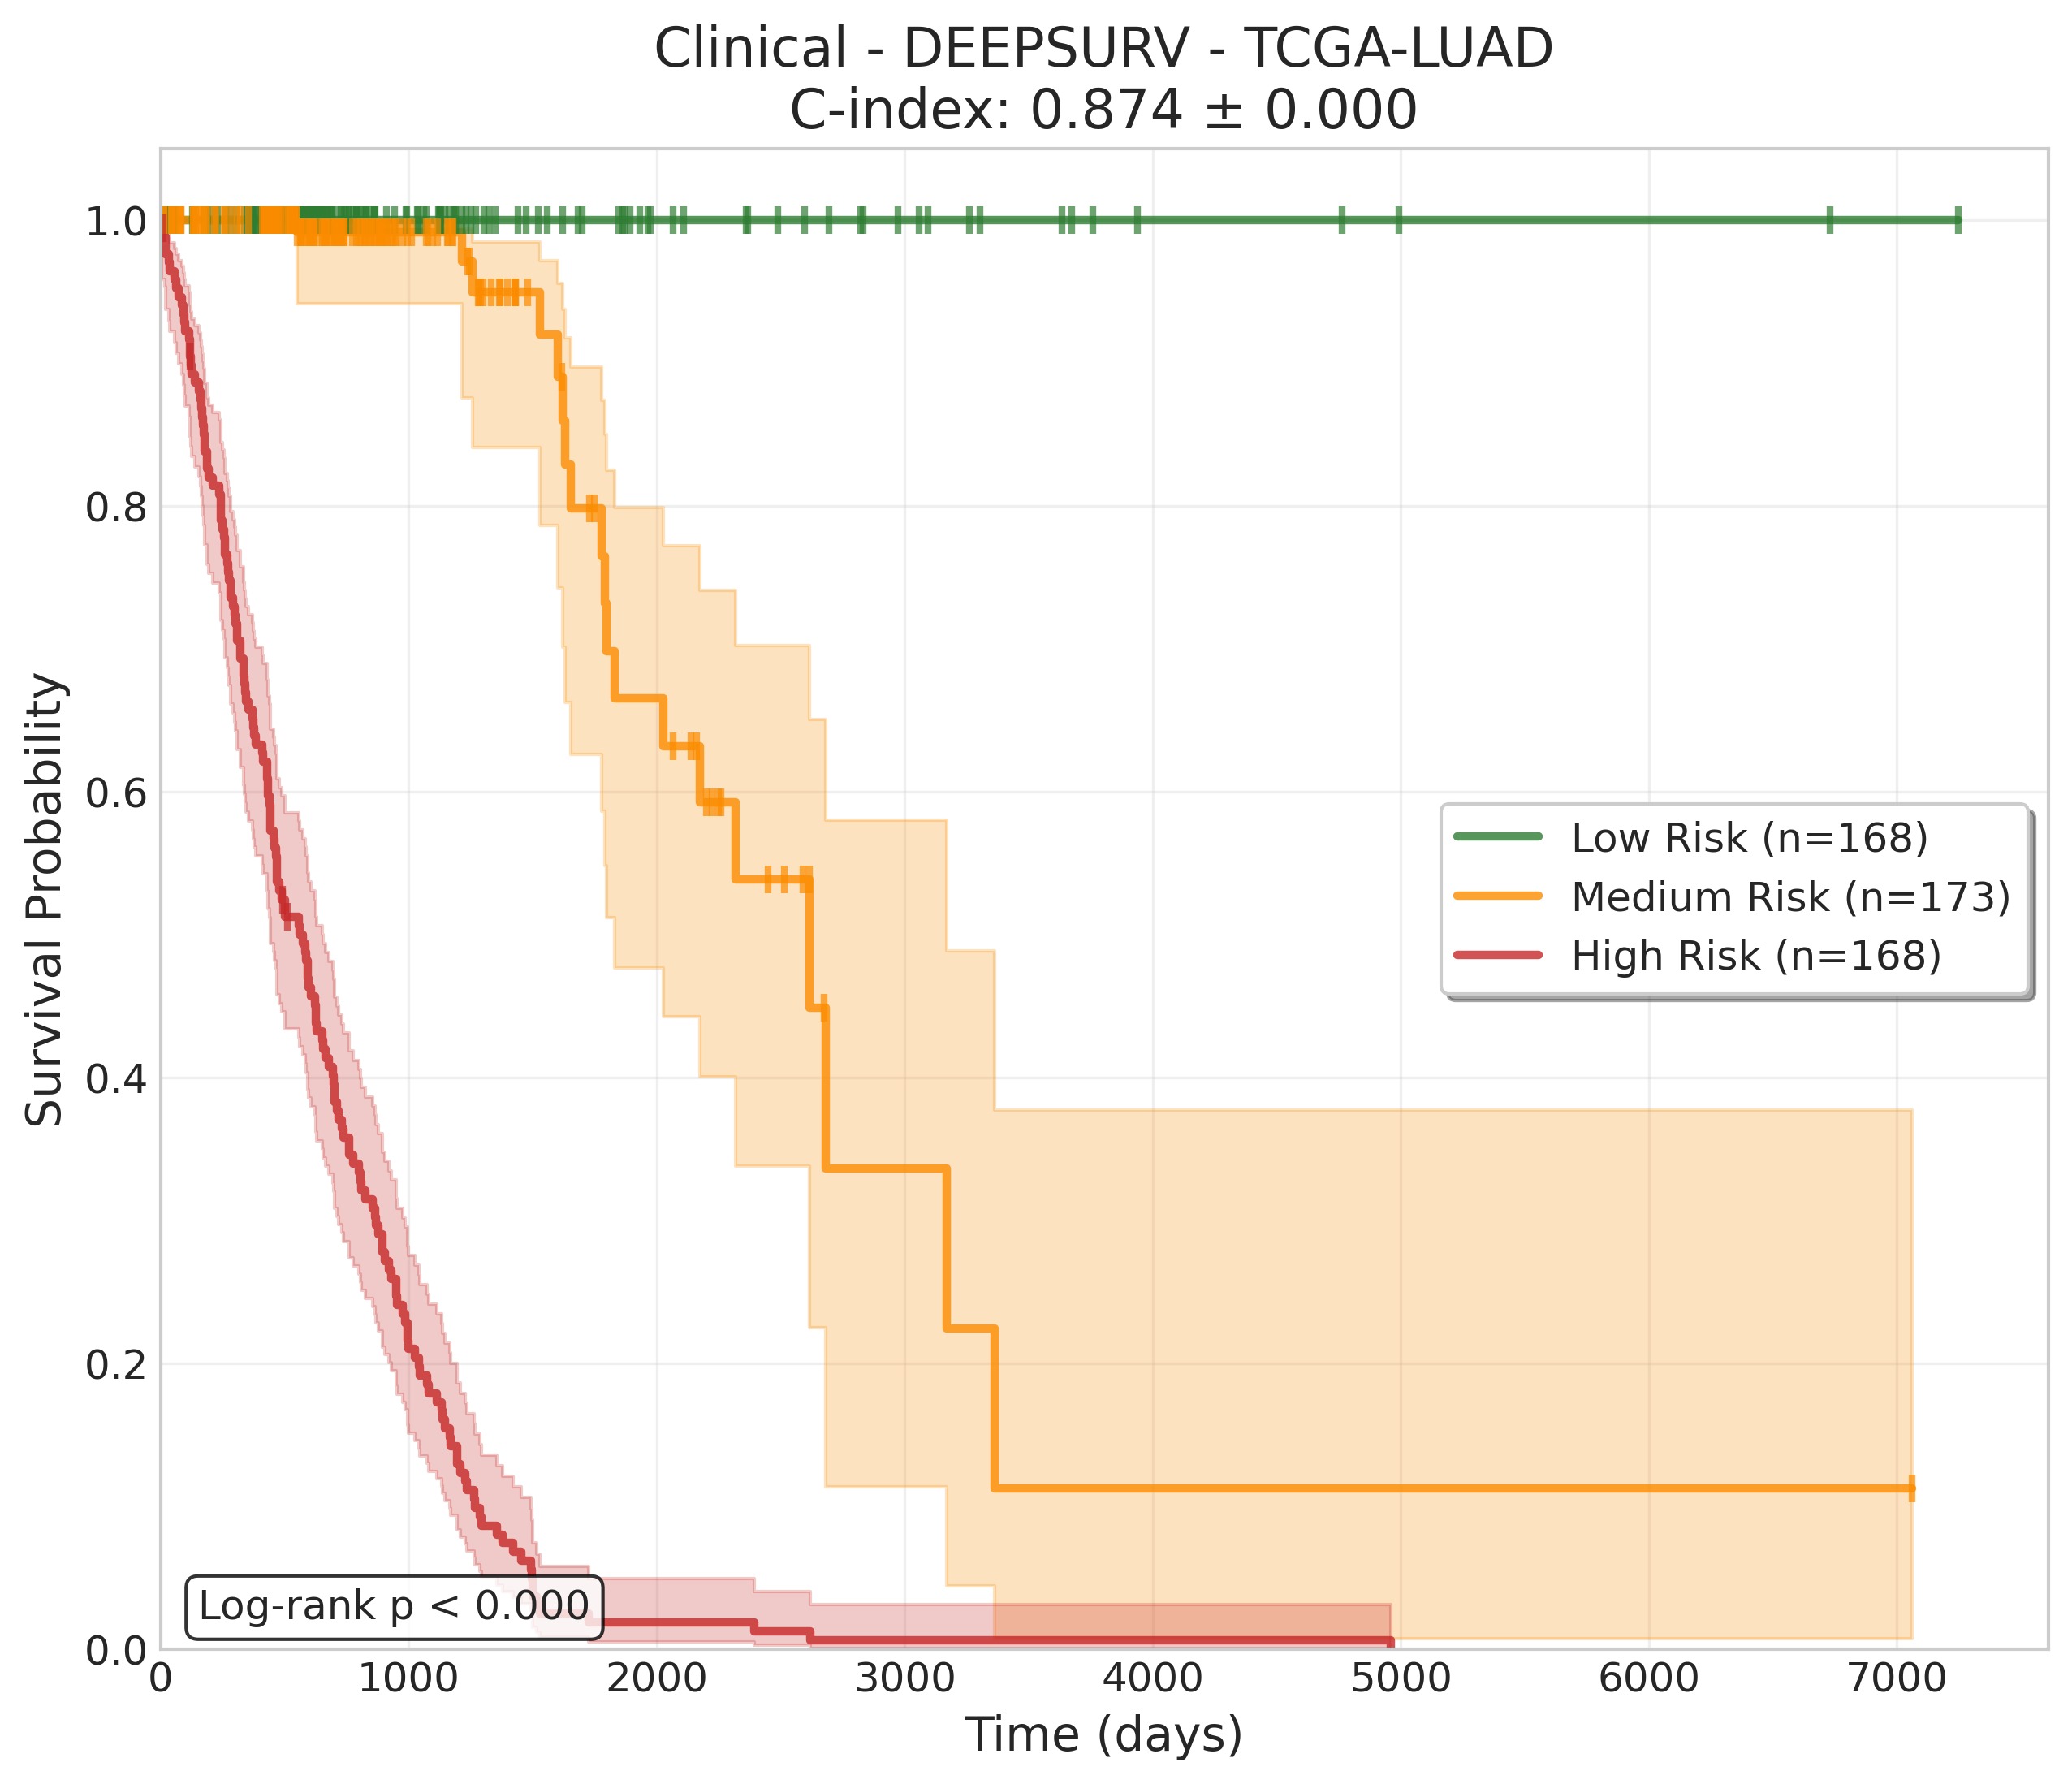 Clinical - DEEPSURV - TCGA-LUAD
C-index: 0.874 ± 0.000
Survival Probability
1.0
0.8
0.6
0.4
0.2
0.0
Low Risk (n=168)
Medium Risk (n=173)
High Risk (n=168)
Log-rank p < 0.000
0 1000 2000 3000 4000 5000 6000 7000
Time (days)